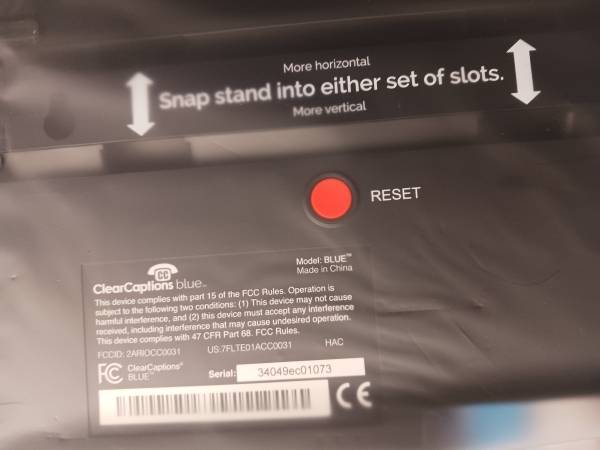 More horizontal
Snap stand into either set of slots.
More vertical
RESET
CC
ClearCaptions blue™
Model: BLUE™
Made in China
This device complies with part 15 of the FCC Rules. Operation is
subject to the following two conditions: (1) This device may not cause
harmful interference, and (2) this device must accept any interference
received, including interference that may cause undesired operation.
This device complies with 47 CFR Part 68. FCC Rules.
FCCID: 2ARIOCC0031 US:7FLTE01ACC0031 HAC
FC ClearCaptions®
BLUE™
Serial: 34049ec01073
CE